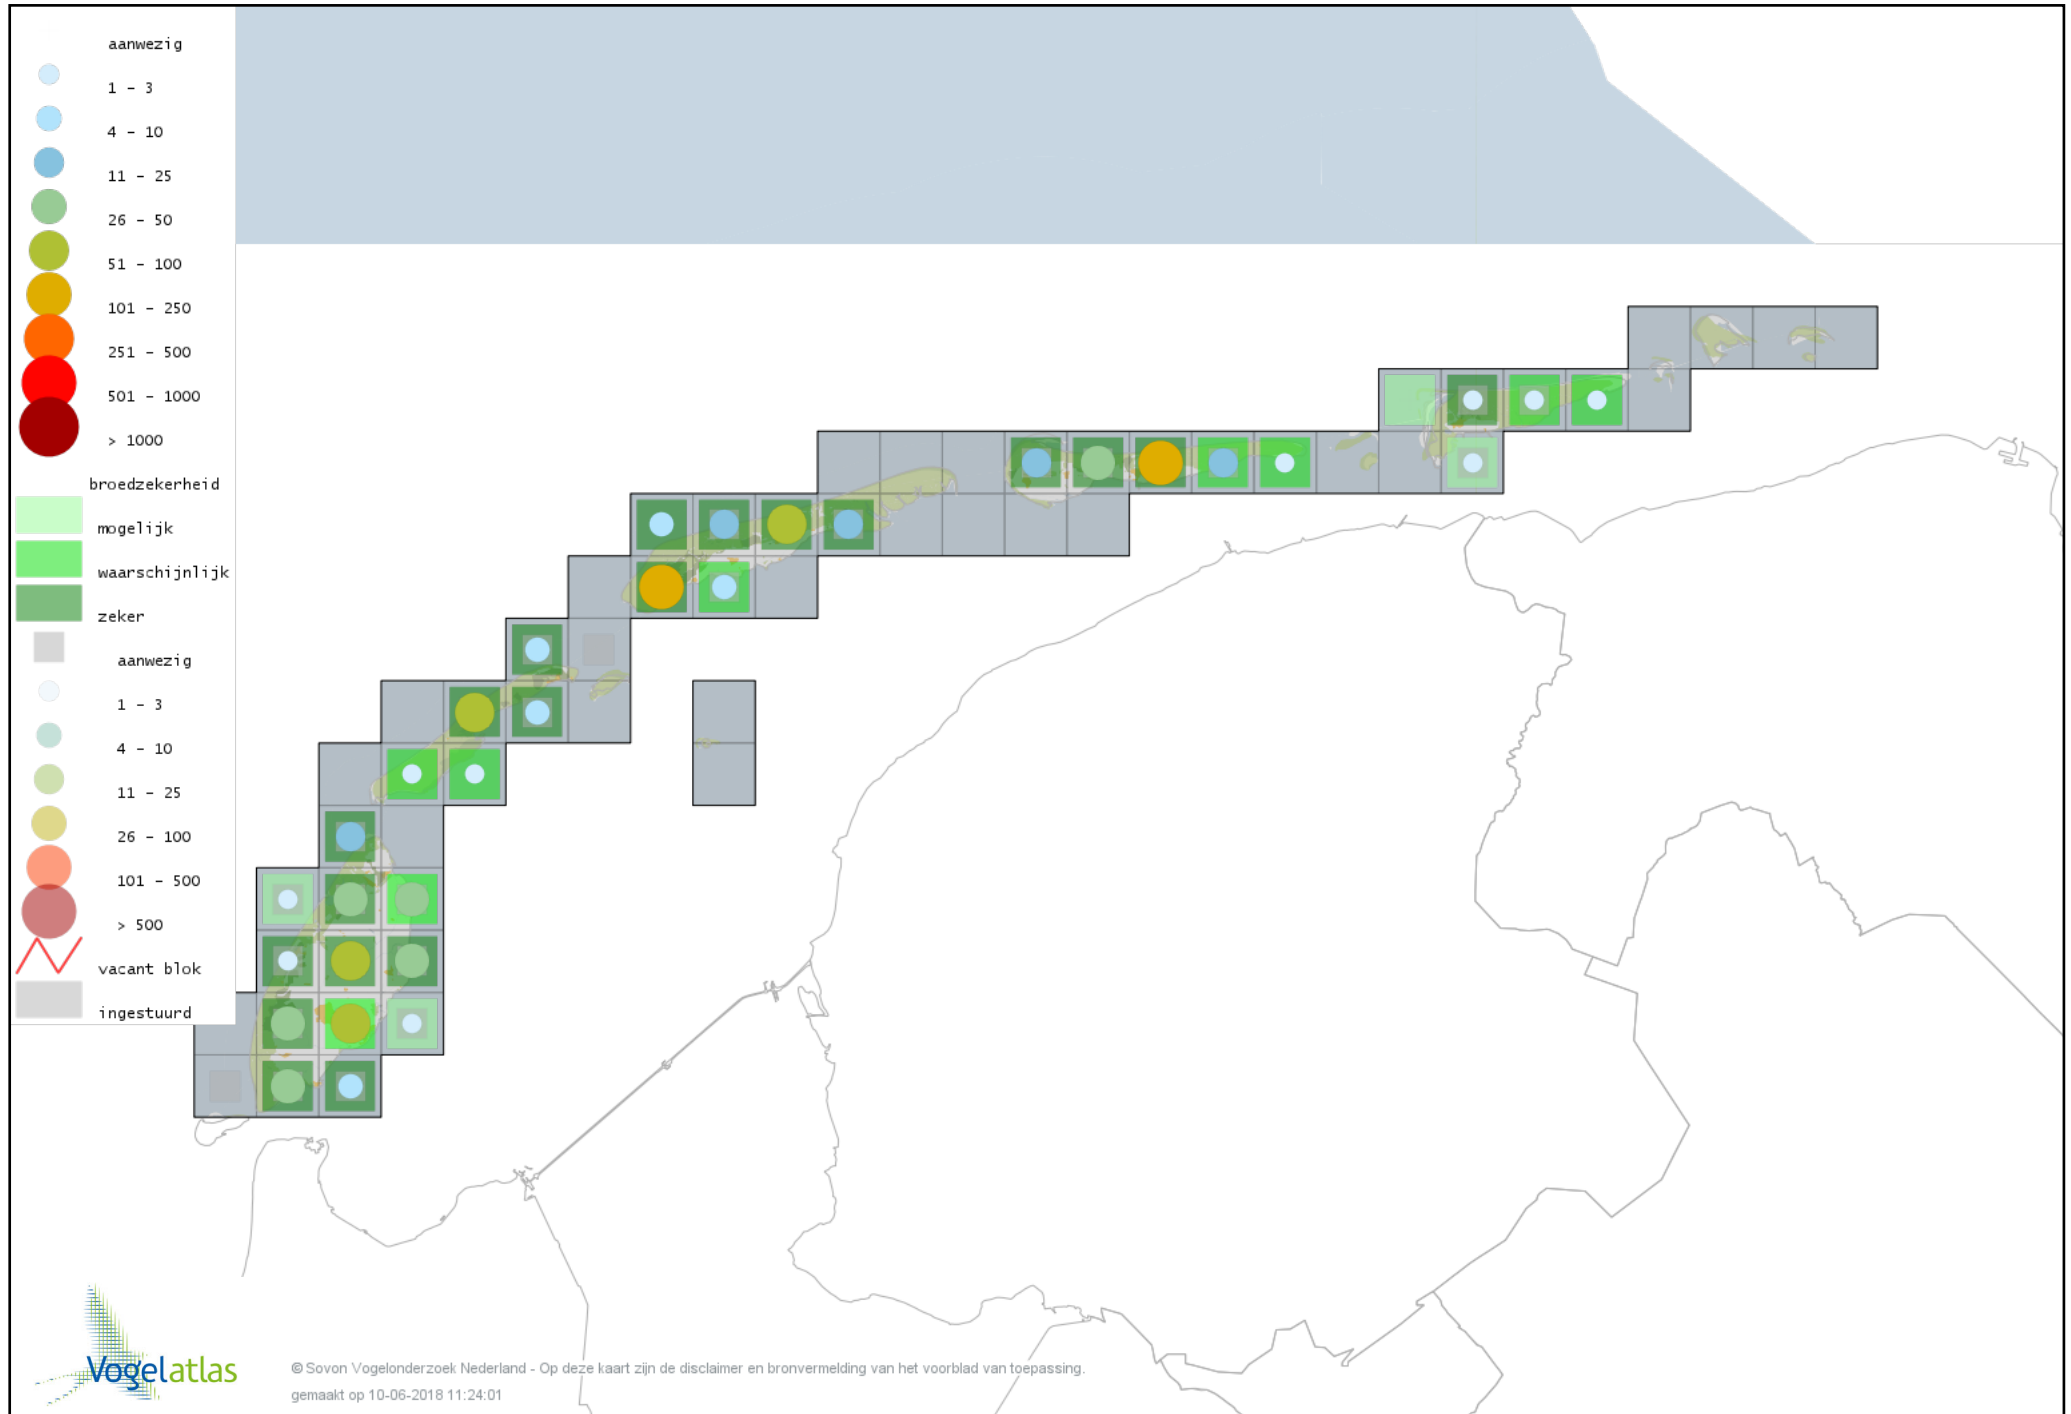 aanwezig
1 - 3
4 - 10
11 - 25
26 - 50
51 - 100
101 - 250
251 - 500
501 - 1000
> 1000
broedzekerheid
mogelijk
waarschijnlijk
zeker
aanwezig
1 - 3
4 - 10
11 - 25
26 - 100
101 - 500
> 500
vacant blok
ingestuurd
Vogelatlas
© Sovon Vogelonderzoek Nederland - Op deze kaart zijn de disclaimer en bronvermelding van het voorblad van toepassing.
gemaakt op 10-06-2018 11:24:01